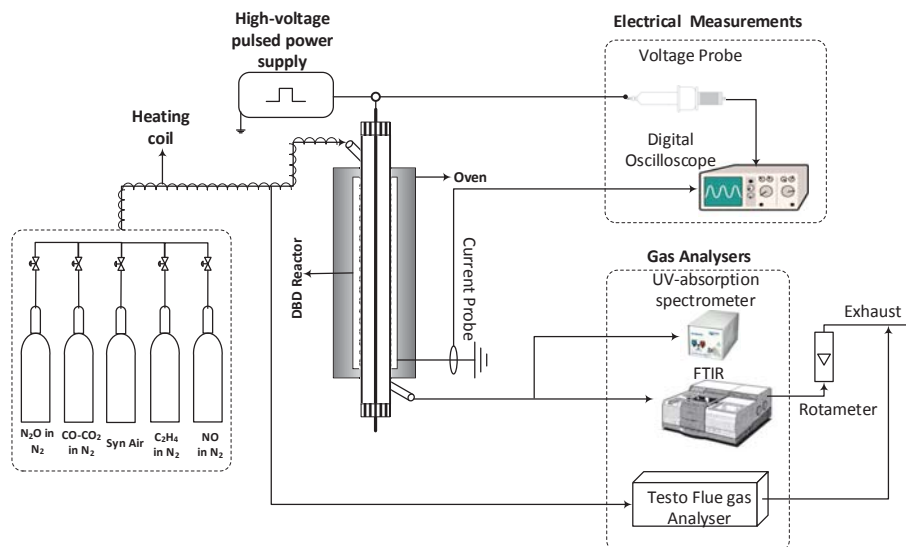 High-voltage
pulsed power
supply
Electrical Measurements
Voltage Probe
Digital
Oscilloscope
Heating
coil
Oven
DBD Reactor
Current Probe
Gas Analysers
UV-absorption
spectrometer
FTIR
Exhaust
Rotameter
Testo Flue gas
Analyser
N₂O in
N₂
CO-CO₂
in N₂
Syn Air
C₂H₄
in N₂
NO
in N₂